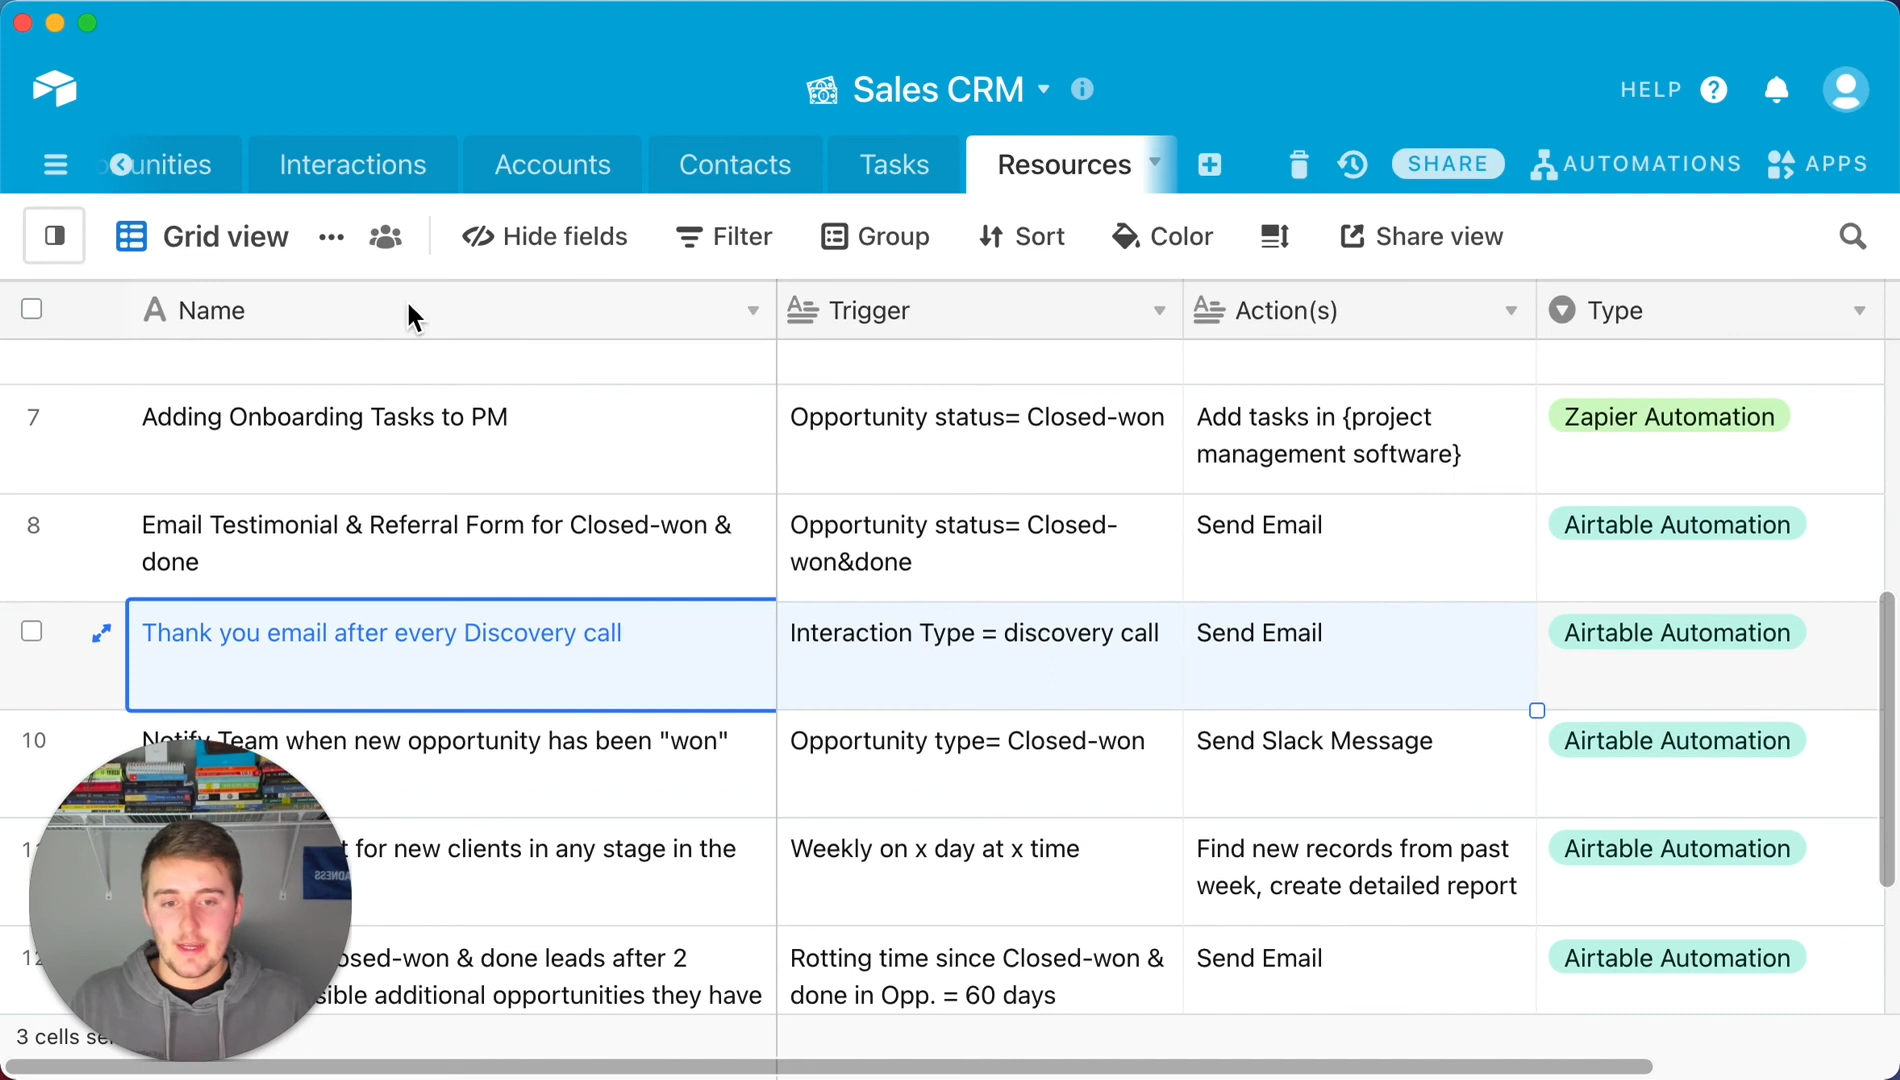 Sales CRM
HELP
unities
Interactions
Accounts
Contacts
Tasks
Resources
SHARE
AUTOMATIONS
APPS
Grid view
Hide fields
Filter
Group
Sort
Color
Share view
Name
Trigger
Action(s)
Type
7
Adding Onboarding Tasks to PM
Opportunity status= Closed-won
Add tasks in {project
management software}
Zapier Automation
8
Email Testimonial & Referral Form for Closed-won &
done
Opportunity status= Closed-
won&done
Send Email
Airtable Automation
Thank you email after every Discovery call
Interaction Type = discovery call
Send Email
Airtable Automation
10
Notify Team when new opportunity has been "won"
Opportunity type= Closed-won
Send Slack Message
Airtable Automation
for new clients in any stage in the
Weekly on x day at x time
Find new records from past
week, create detailed report
Airtable Automation
12
osed-won & done leads after 2
sible additional opportunities they have
Rotting time since Closed-won &
done in Opp. = 60 days
Send Email
Airtable Automation
3 cells